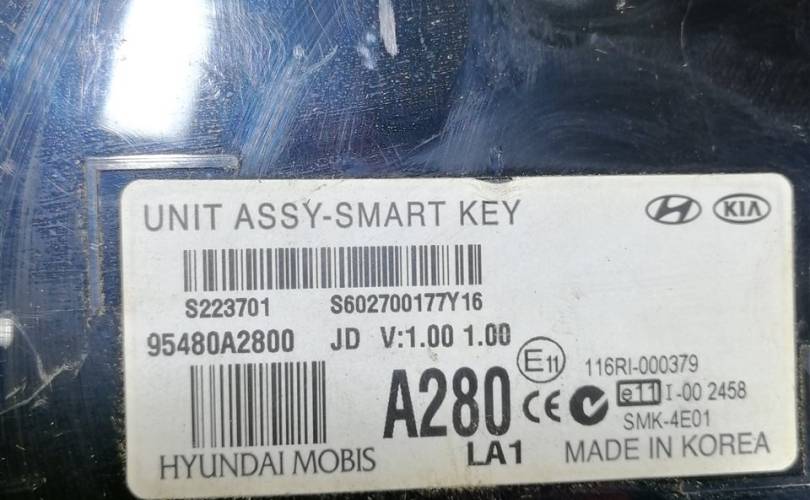 UNIT ASSY-SMART KEY
KIA
S223701 S602700177Y16
95480A2800 JD V:1.00 1.00
E11 116RI-000379
A280 CE e11 I-00 2458
SMK-4E01
LA1 MADE IN KOREA
HYUNDAI MOBIS